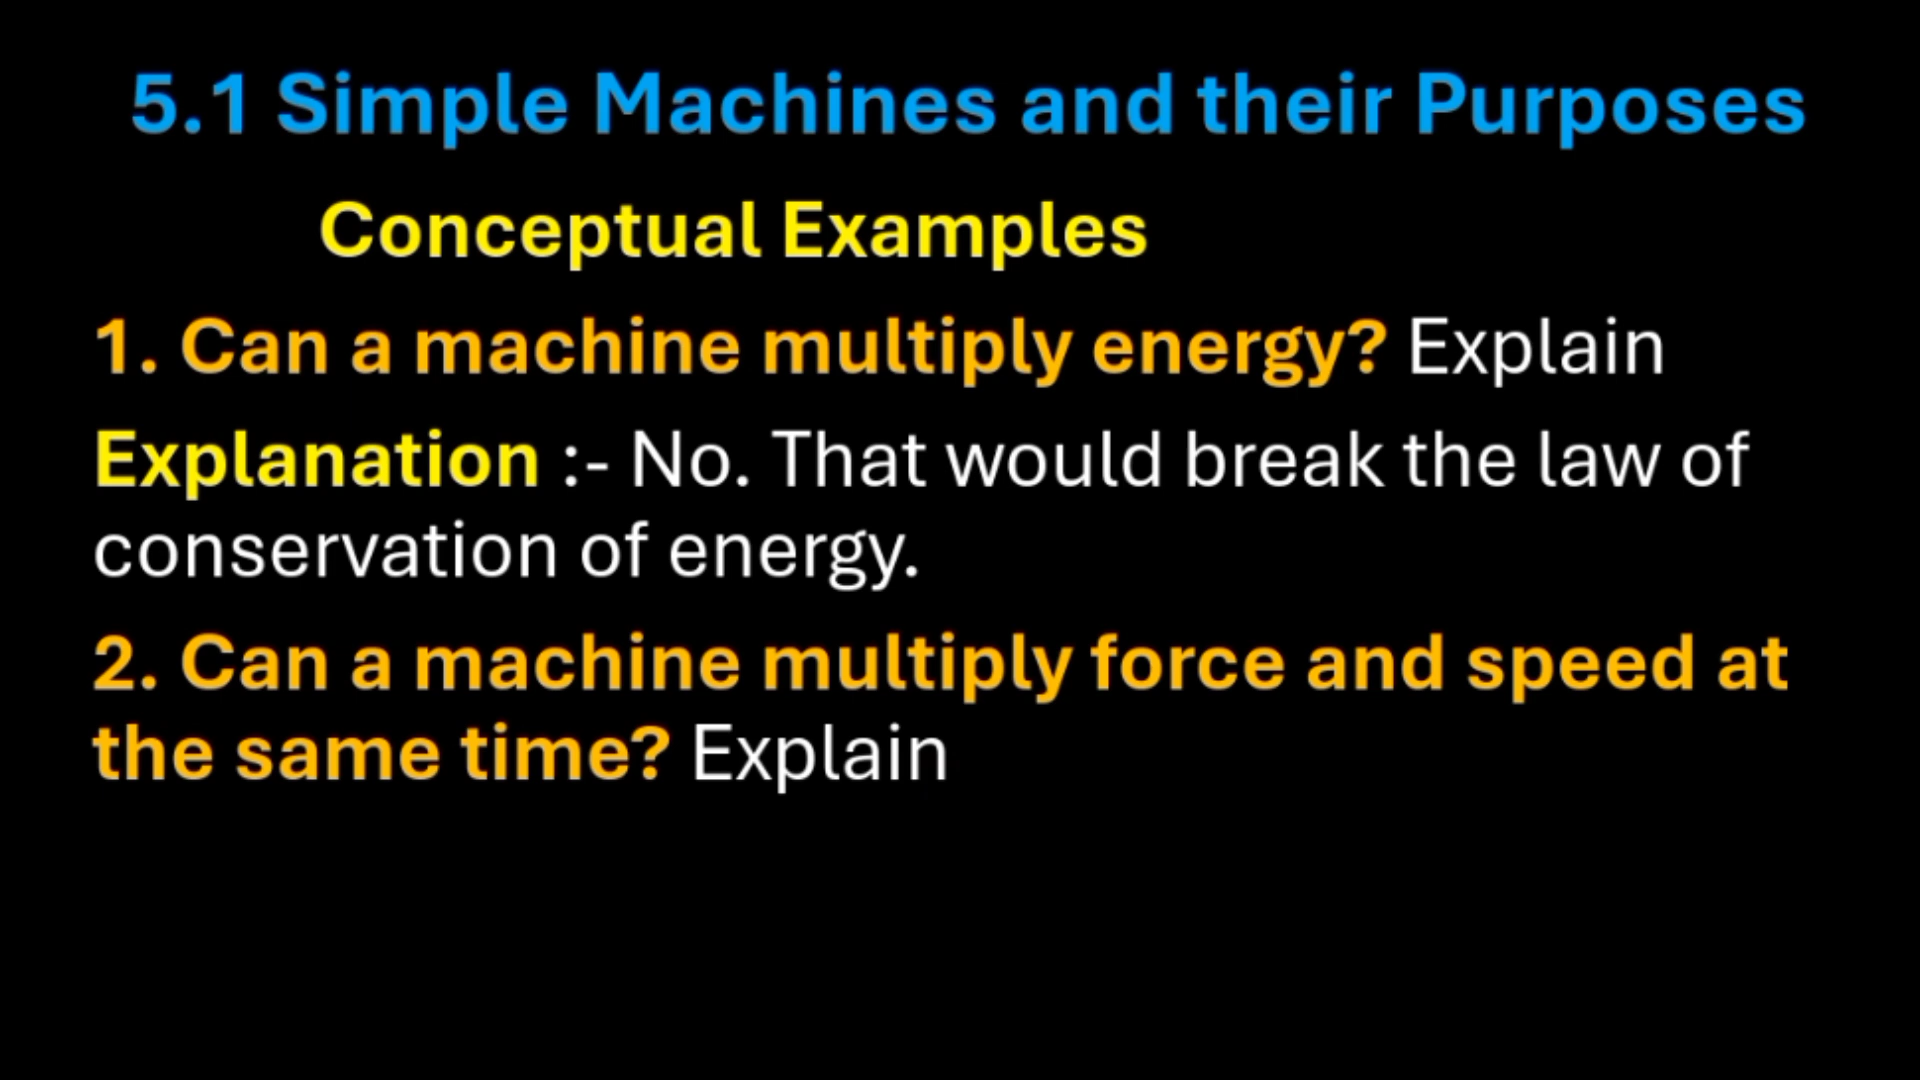 5.1 Simple Machines and their Purposes
Conceptual Examples
1. Can a machine multiply energy? Explain
Explanation :- No. That would break the law of
conservation of energy.
2. Can a machine multiply force and speed at
the same time? Explain